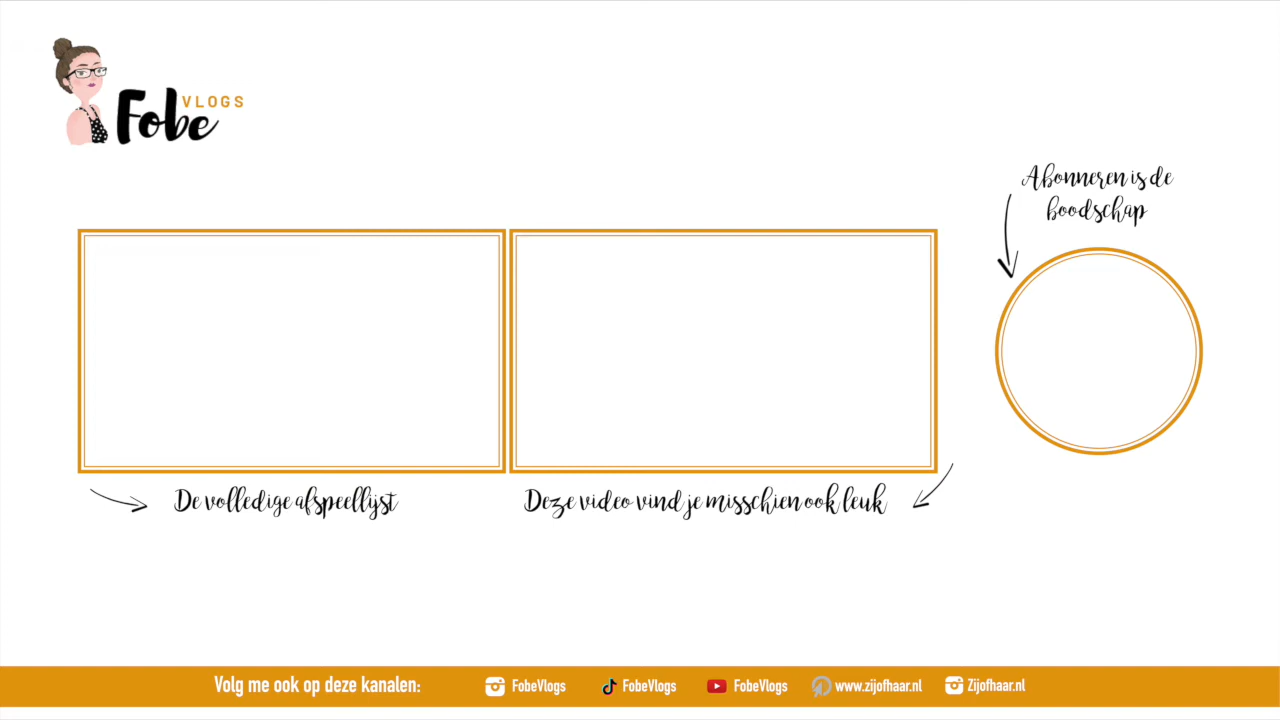 VLOGS
Fobe
Abonneren is de
boodschap
De volledige afspeellijst
Deze video vind je misschien ook leuk
Volg me ook op deze kanalen: FobeVlogs FobeVlogs FobeVlogs www.zijofhaar.nl Zijofhaar.nl